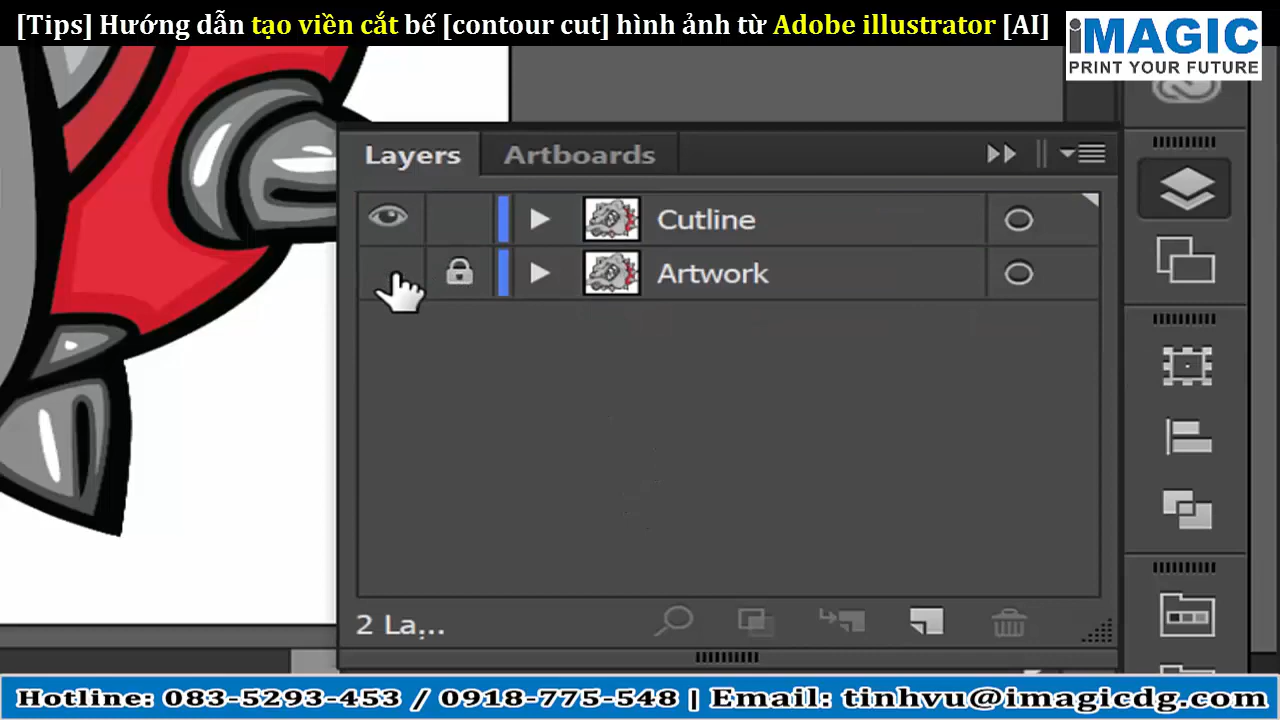 [Tips] Hướng dẫn tạo viền cắt bế [contour cut] hình ảnh từ Adobe illustrator [AI]
iMAGIC
PRINT YOUR FUTURE
Layers
Artboards
Cutline
Artwork
2 La...
Hotline: 083-5293-453 / 0918-775-548 | Email: tinhvu@imagicdg.com